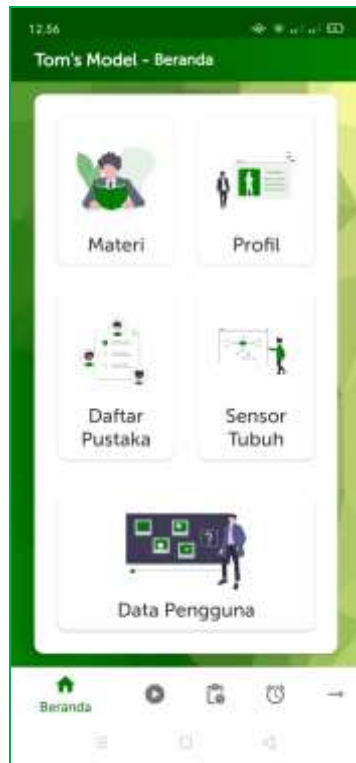 12.56
Tom's Model - Beranda
Materi
Profil
Daftar
Pustaka
Sensor
Tubuh
?
Data Pengguna
Beranda